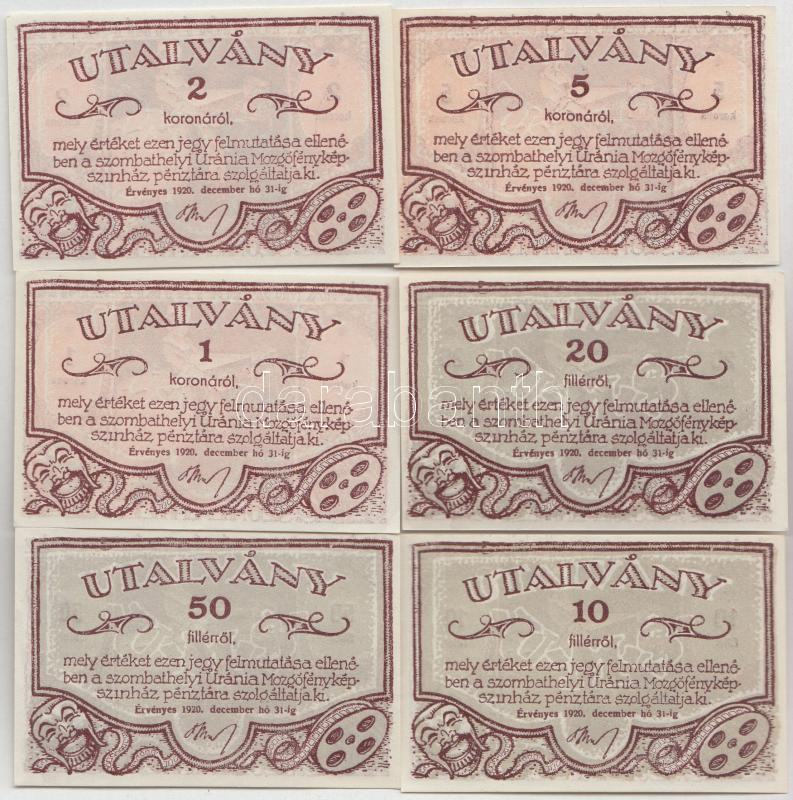 UTALVÁNY
2
koronáról,
mely értéket ezen jegy felmutatása ellené-
ben a szombathelyi Uránia Mozgófénykép-
szinház pénztára szolgáltatja ki.
Érvényes 1920. december hó 31-ig
UTALVÁNY
5
koronáról,
mely értéket ezen jegy felmutatása ellené-
ben a szombathelyi Uránia Mozgófénykép-
szinház pénztára szolgáltatja ki.
Érvényes 1920. december hó 31-ig
UTALVÁNY
1
koronáról,
mely értéket ezen jegy felmutatása ellené-
ben a szombathelyi Uránia Mozgófénykép-
szinház pénztára szolgáltatja ki.
Érvényes 1920. december hó 31-ig
UTALVÁNY
20
fillérről,
mely értéket ezen jegy felmutatása ellené-
ben a szombathelyi Uránia Mozgófénykép-
szinház pénztára szolgáltatja ki.
Érvényes 1920. december hó 31-ig
darabanth
UTALVÁNY
50
fillérről,
mely értéket ezen jegy felmutatása ellené-
ben a szombathelyi Uránia Mozgófénykép-
szinház pénztára szolgáltatja ki.
Érvényes 1920. december hó 31-ig
UTALVÁNY
10
fillérről,
mely értéket ezen jegy felmutatása ellené-
ben a szombathelyi Uránia Mozgófénykép-
szinház pénztára szolgáltatja ki.
Érvényes 1920. december hó 31-ig